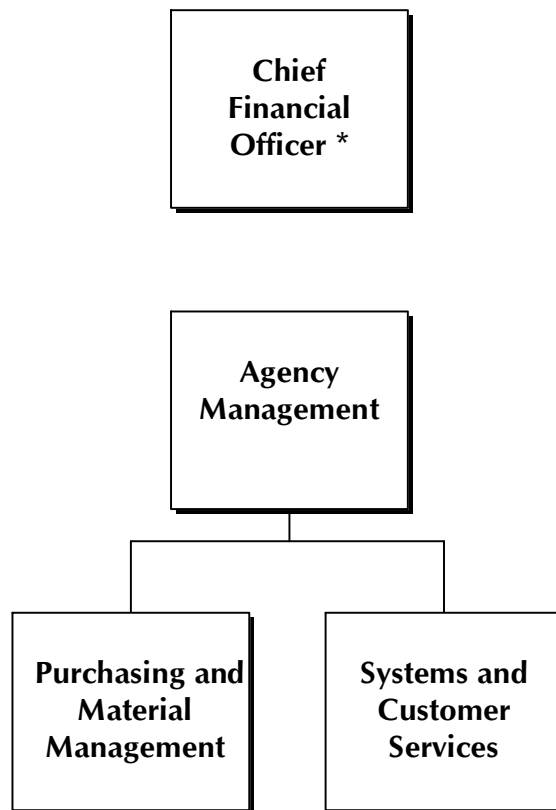 Chief
Financial
Officer *
Agency
Management
Purchasing and
Material
Management
Systems and
Customer
Services